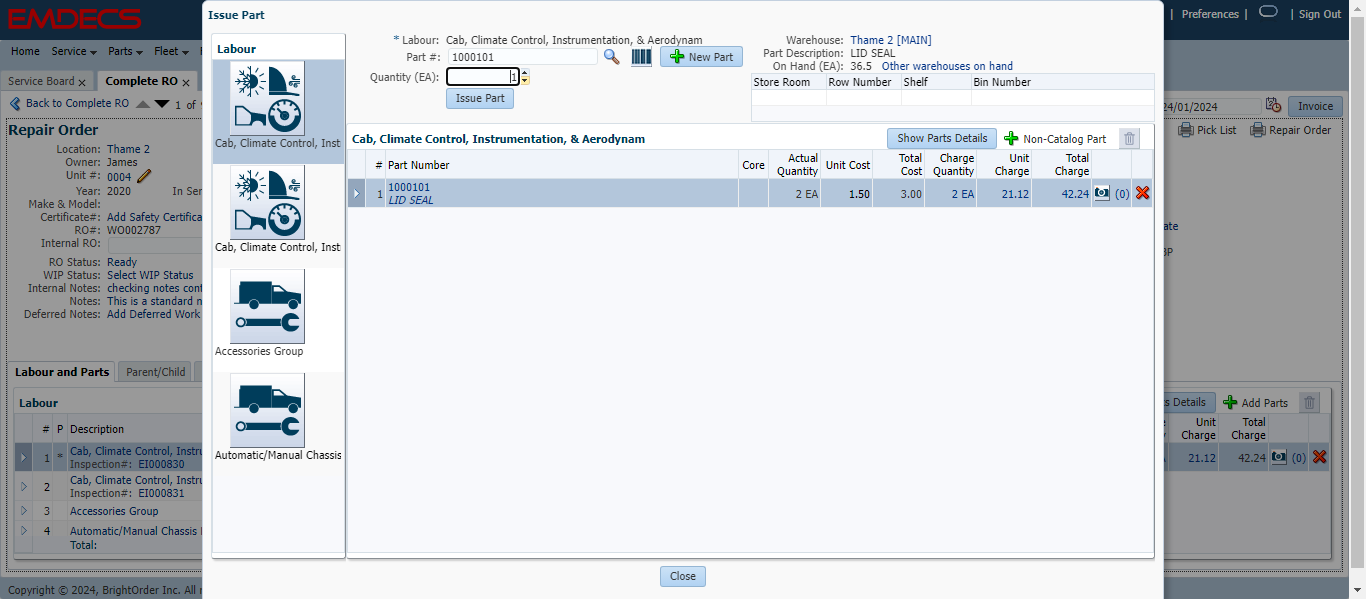 EMDECS
| Preferences | | Sign Out
Home Service Parts Fleet
Service Board x Complete RO x
Back to Complete RO 1 of
24/01/2024 Invoice
Pick List Repair Order
Repair Order
Location: Thame 2
Owner: James
Unit #: 0004
Year: 2020 In Ser
Make & Model:
Certificate#: Add Safety Certifica
RO#: WO002787
Internal RO:
RO Status: Ready
WIP Status: Select WIP Status
Internal Notes: checking notes cont
Notes: This is a standard n
Deferred Notes: Add Deferred Work
Labour and Parts Parent/Child
Labour
# P Description
1 * Cab, Climate Control, Instru
Inspection#: EI000830
2 Cab, Climate Control, Instru
Inspection#: EI000831
3 Accessories Group
4 Automatic/Manual Chassis
Total:
Copyright © 2024, BrightOrder Inc. All
Issue Part
Labour
Cab, Climate Control, Inst
Cab, Climate Control, Inst
Accessories Group
Automatic/Manual Chassis
* Labour: Cab, Climate Control, Instrumentation, & Aerodynam
Part #: 1000101 New Part
Quantity (EA): 1
Issue Part
Warehouse: Thame 2 [MAIN]
Part Description: LID SEAL
On Hand (EA): 36.5 Other warehouses on hand
Store Room Row Number Shelf Bin Number
Cab, Climate Control, Instrumentation, & Aerodynam Show Parts Details Non-Catalog Part
# Part Number Core Actual Quantity Unit Cost Total Cost Charge Quantity Unit Charge Total Charge
1 1000101 2 EA 1.50 3.00 2 EA 21.12 42.24 (0)
LID SEAL
Close
ate
BP
s Details Add Parts
Unit Charge Total Charge
21.12 42.24 (0)